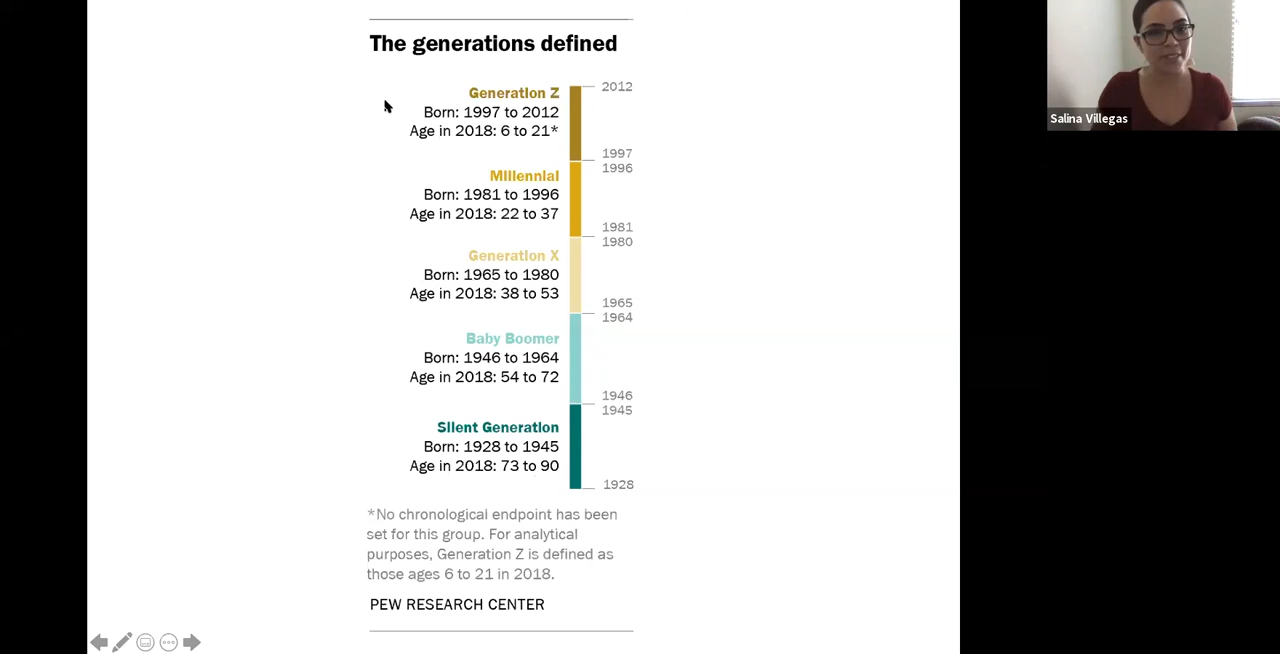 The generations defined
Generation Z
Born: 1997 to 2012
Age in 2018: 6 to 21*
Millennial
Born: 1981 to 1996
Age in 2018: 22 to 37
Generation X
Born: 1965 to 1980
Age in 2018: 38 to 53
Baby Boomer
Born: 1946 to 1964
Age in 2018: 54 to 72
Silent Generation
Born: 1928 to 1945
Age in 2018: 73 to 90
2012
1997
1996
1981
1980
1965
1964
1946
1945
1928
*No chronological endpoint has been
set for this group. For analytical
purposes, Generation Z is defined as
those ages 6 to 21 in 2018.
PEW RESEARCH CENTER
Salina Villegas